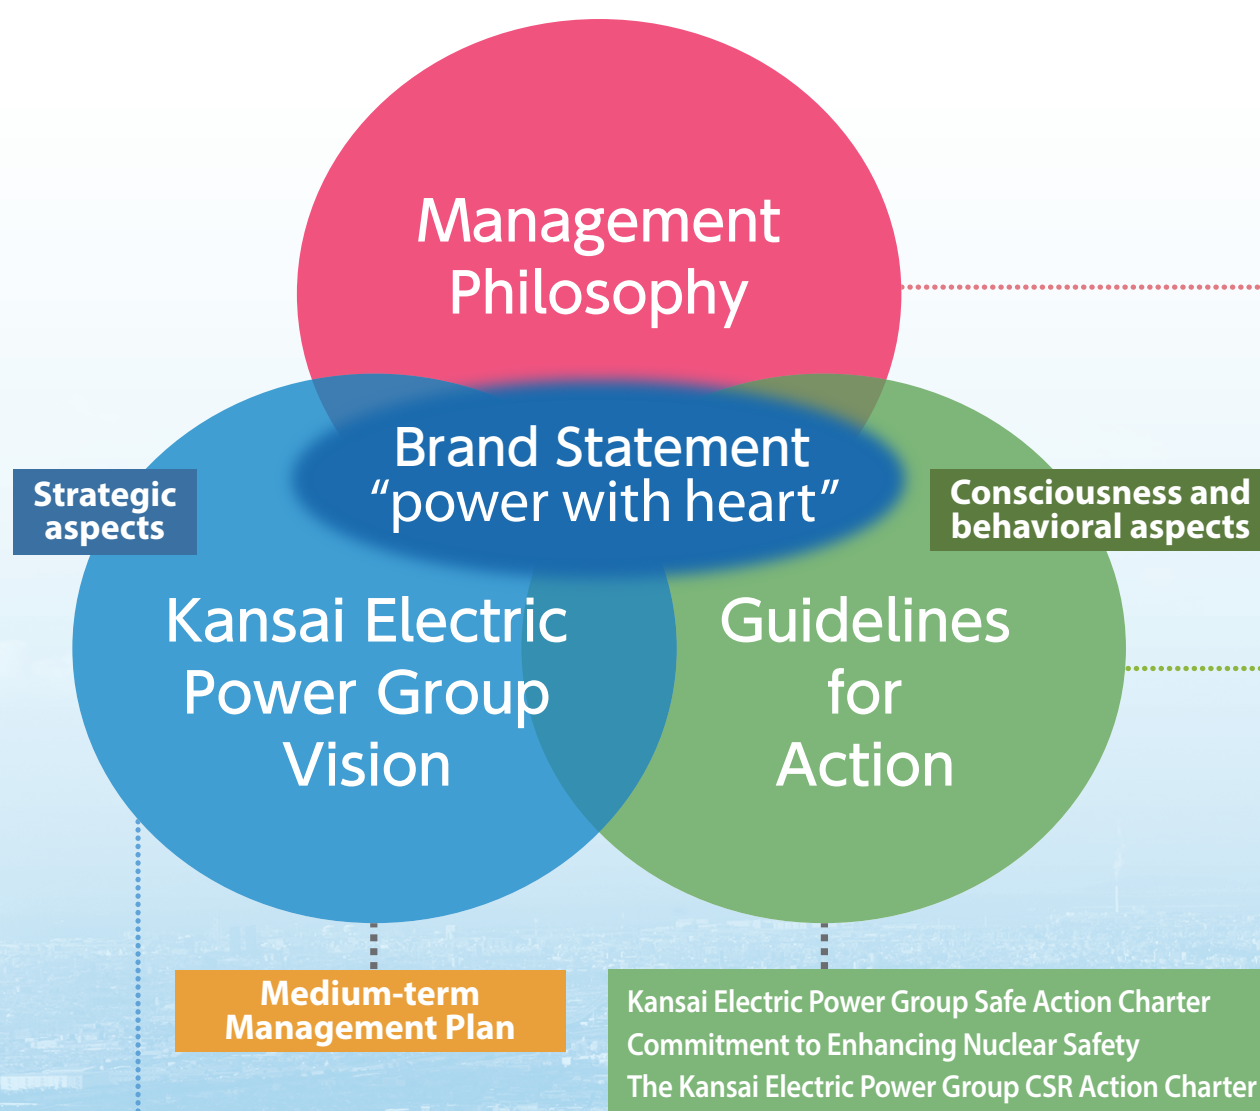 Management
Philosophy
Brand Statement
“power with heart”
Strategic
aspects
Consciousness and
behavioral aspects
Kansai Electric
Power Group
Vision
Guidelines
for
Action
Medium-term
Management Plan
Kansai Electric Power Group Safe Action Charter
Commitment to Enhancing Nuclear Safety
The Kansai Electric Power Group CSR Action Charter